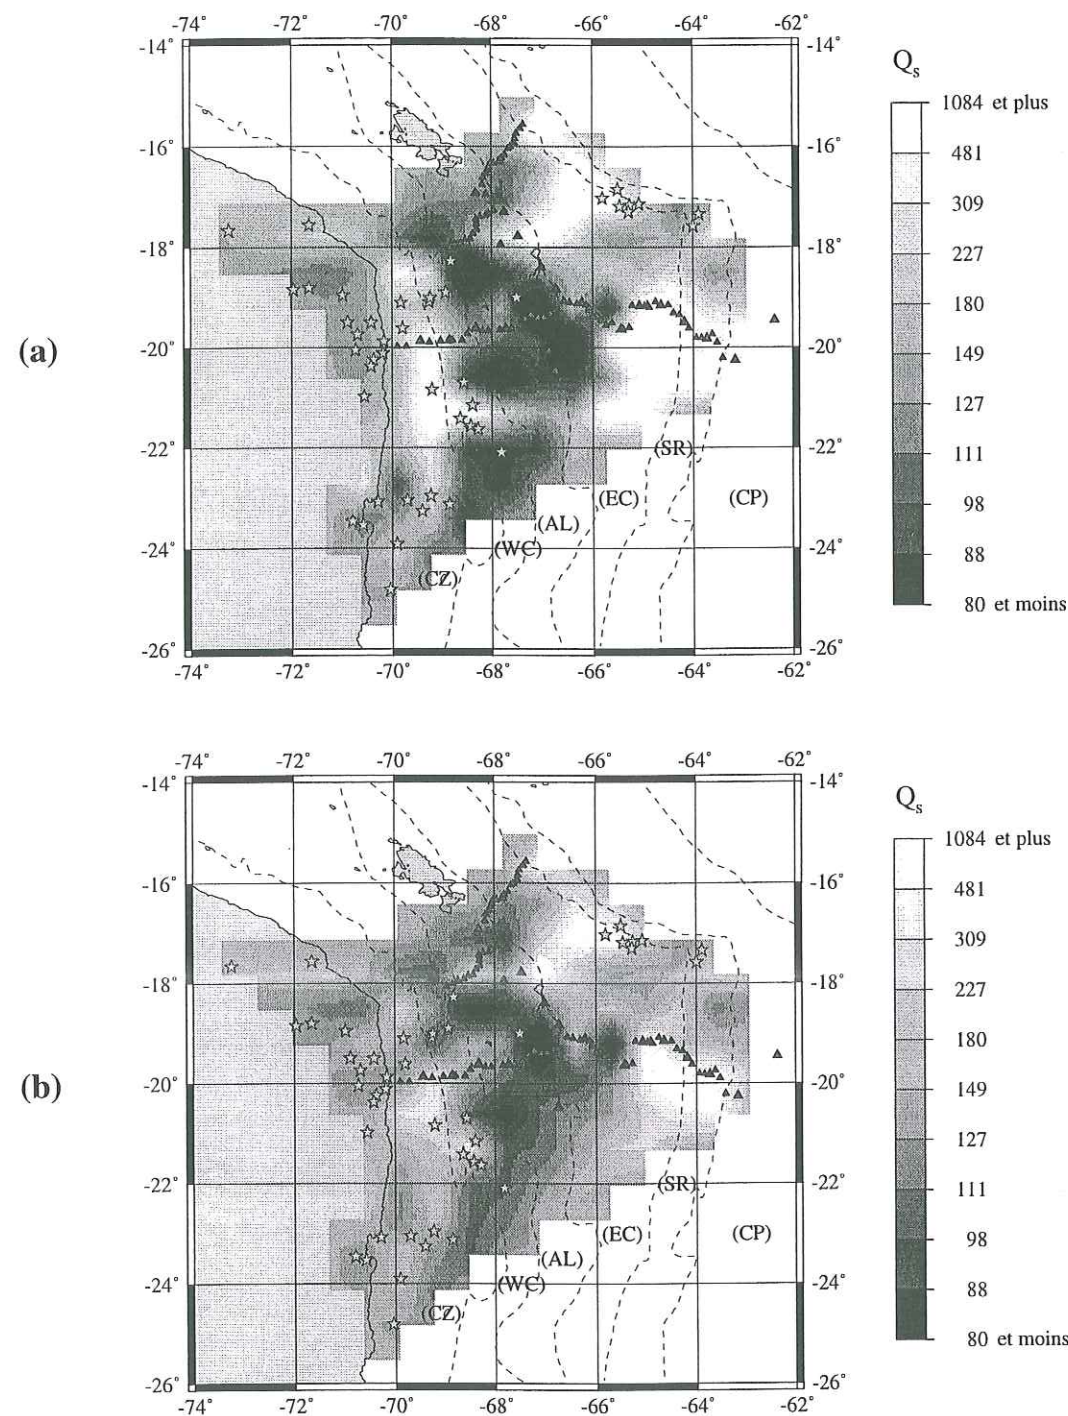 -74° -72° -70° -68° -66° -64° -62°
-14° -14°
Qs
1084 et plus
-16° -16°
481
309
-18° -18°
227
180
(a)
-20° -20°
149
127
-22° (SR) -22°
111
(EC) (CP)
98
(AL)
-24° (WC) -24°
88
(CZ)
80 et moins
-26° -26°
-74° -72° -70° -68° -66° -64° -62°
-74° -72° -70° -68° -66° -64° -62°
-14° -14°
Qs
1084 et plus
-16° -16°
481
309
-18° -18°
227
180
(b)
-20° -20°
149
127
-22° (SR) -22°
111
(EC) (CP)
98
(AL)
-24° (WC) -24°
88
(CZ)
80 et moins
-26° -26°
-74° -72° -70° -68° -66° -64° -62°